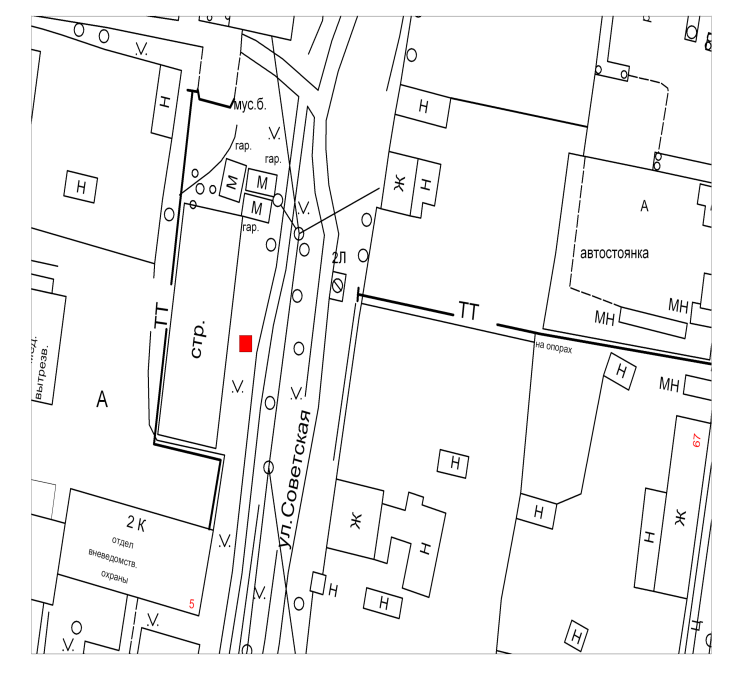 Н
мус.б.
Н
гар.
гар.
Ж
Н
М
М
Н
М
А
гар.
автостоянка
2Л
ТТ
ТТ
МН
МН
стр.
на опорах
вытрезв.
Н
МН
А
67
ул.Советская
Н
Н
2 К
Ж
Ж
отдел
Н
Н
вневедомств.
охраны
Н
5
Н
Н